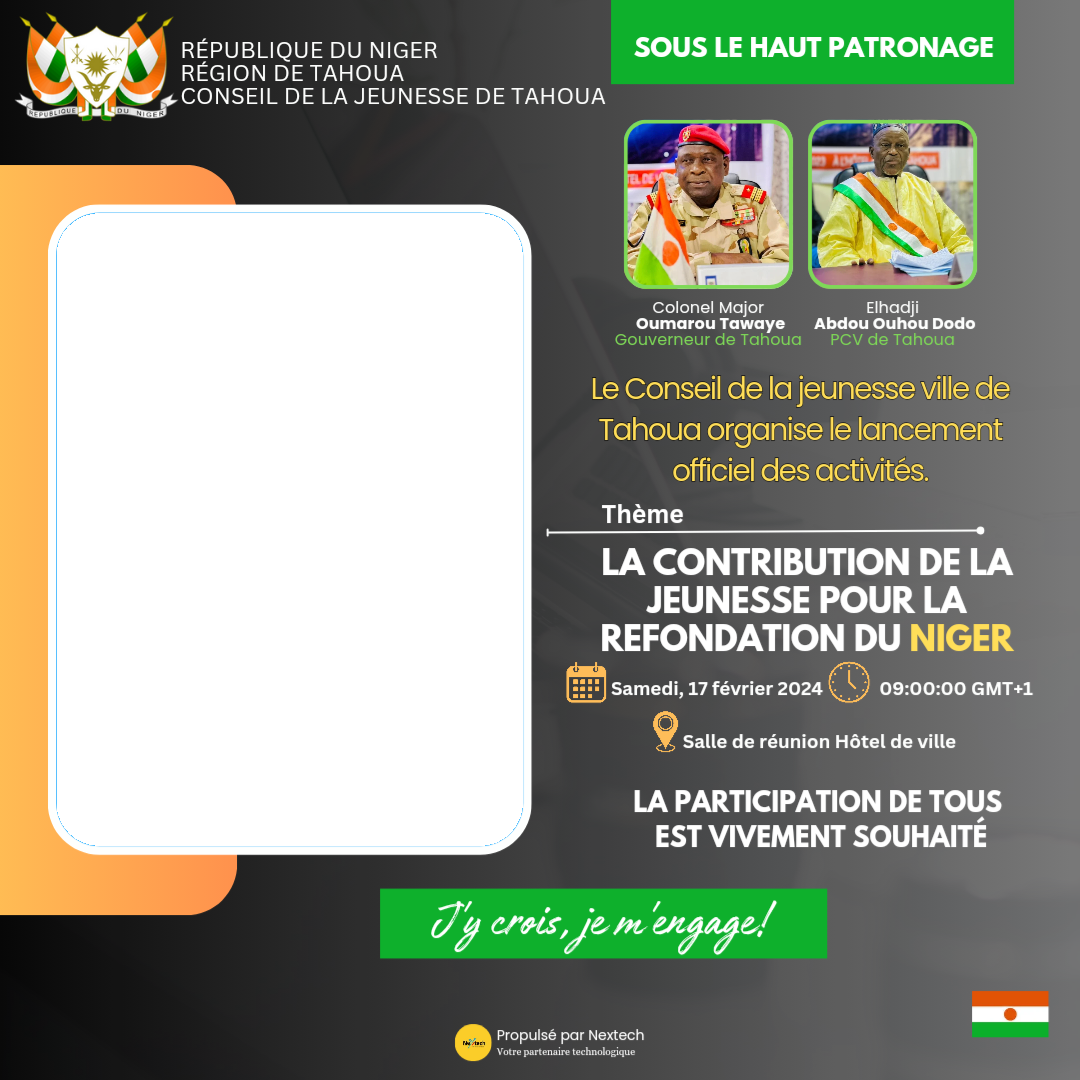 RÉPUBLIQUE DU NIGER
RÉGION DE TAHOUA
CONSEIL DE LA JEUNESSE DE TAHOUA
REPUBLIQUE DU NIGER
SOUS LE HAUT PATRONAGE
Colonel Major
Oumarou Tawaye
Gouverneur de Tahoua
Elhadji
Abdou Ouhou Dodo
PCV de Tahoua
Le Conseil de la jeunesse ville de
Tahoua organise le lancement
officiel des activités.
Thème
LA CONTRIBUTION DE LA
JEUNESSE POUR LA
REFONDATION DU NIGER
Samedi, 17 février 2024 09:00:00 GMT+1
Salle de réunion Hôtel de ville
LA PARTICIPATION DE TOUS
EST VIVEMENT SOUHAITÉ
J'y crois, je m'engage!
Nextech
Propulsé par Nextech
Votre partenaire technologique